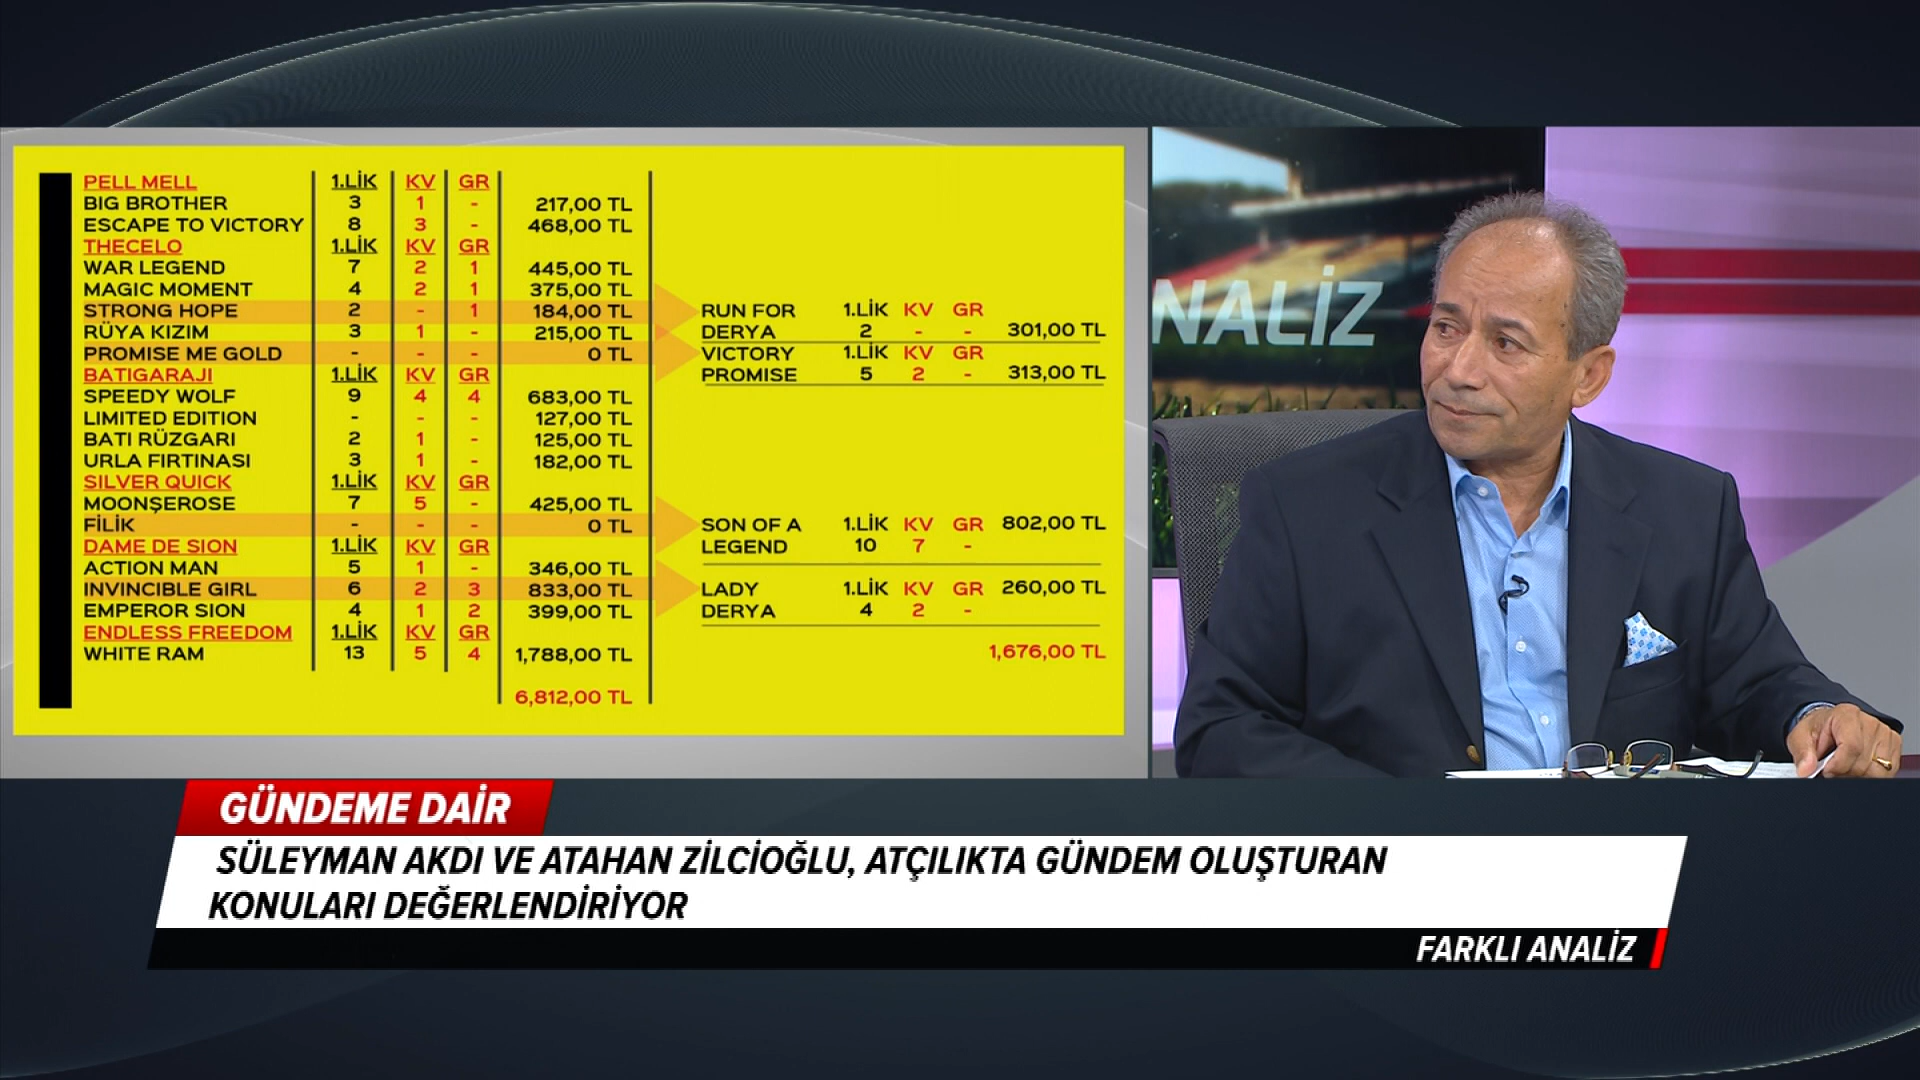 PELL MELL 1.LİK KV GR
BIG BROTHER 3 1 - 217,00 TL
ESCAPE TO VICTORY 8 3 - 468,00 TL
THECELO 1.LİK KV GR
WAR LEGEND 7 2 1 445,00 TL
MAGIC MOMENT 4 2 1 375,00 TL
STRONG HOPE 2 - 1 184,00 TL
RÜYA KIZIM 3 1 - 215,00 TL
PROMISE ME GOLD - - - 0 TL
BATIGARAJI 1.LİK KV GR
SPEEDY WOLF 9 4 4 683,00 TL
LIMITED EDITION - - - 127,00 TL
BATI RÜZGARI 2 1 - 125,00 TL
URLA FIRTINASI 3 1 - 182,00 TL
SILVER QUICK 1.LİK KV GR
MOONŞEROSE 7 5 - 425,00 TL
FİLİK - - - 0 TL
DAME DE SION 1.LİK KV GR
ACTION MAN 5 1 - 346,00 TL
INVINCIBLE GIRL 6 2 3 833,00 TL
EMPEROR SION 4 1 2 399,00 TL
ENDLESS FREEDOM 1.LİK KV GR
WHITE RAM 13 5 4 1,788,00 TL
6,812,00 TL
RUN FOR 1.LİK KV GR
DERYA 2 - - 301,00 TL
VICTORY 1.LİK KV GR
PROMISE 5 2 - 313,00 TL
SON OF A 1.LİK KV GR 802,00 TL
LEGEND 10 7 -
LADY 1.LİK KV GR 260,00 TL
DERYA 4 2 -
1,676,00 TL
NALİZ
GÜNDEME DAİR
SÜLEYMAN AKDI VE ATAHAN ZİLCİOĞLU, ATÇILIKTA GÜNDEM OLUŞTURAN
KONULARI DEĞERLENDİRİYOR
FARKLI ANALİZ